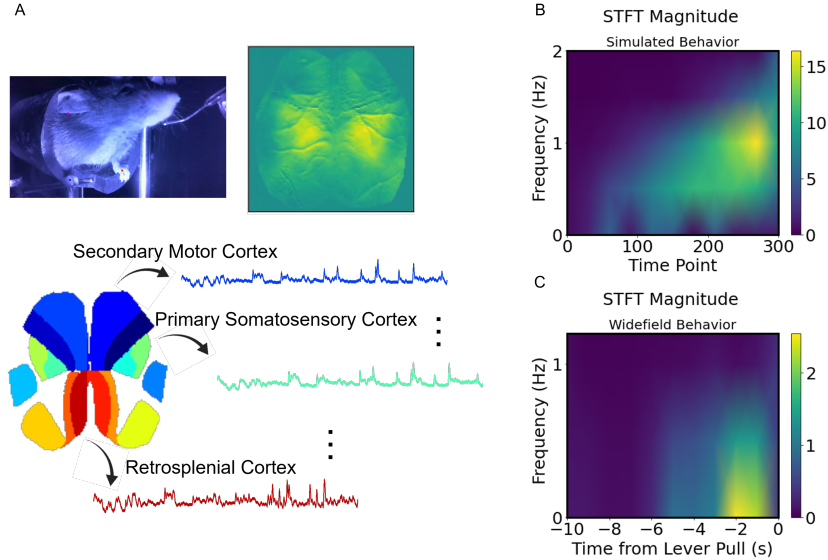 A
Secondary Motor Cortex
Primary Somatosensory Cortex
Retrosplenial Cortex
B
STFT Magnitude
Simulated Behavior
Frequency (Hz)
2
1
0
0 100 200 300
Time Point
15
10
5
0
C
STFT Magnitude
Widefield Behavior
Frequency (Hz)
1
0
−10 −8 −6 −4 −2 0
Time from Lever Pull (s)
2
1
0